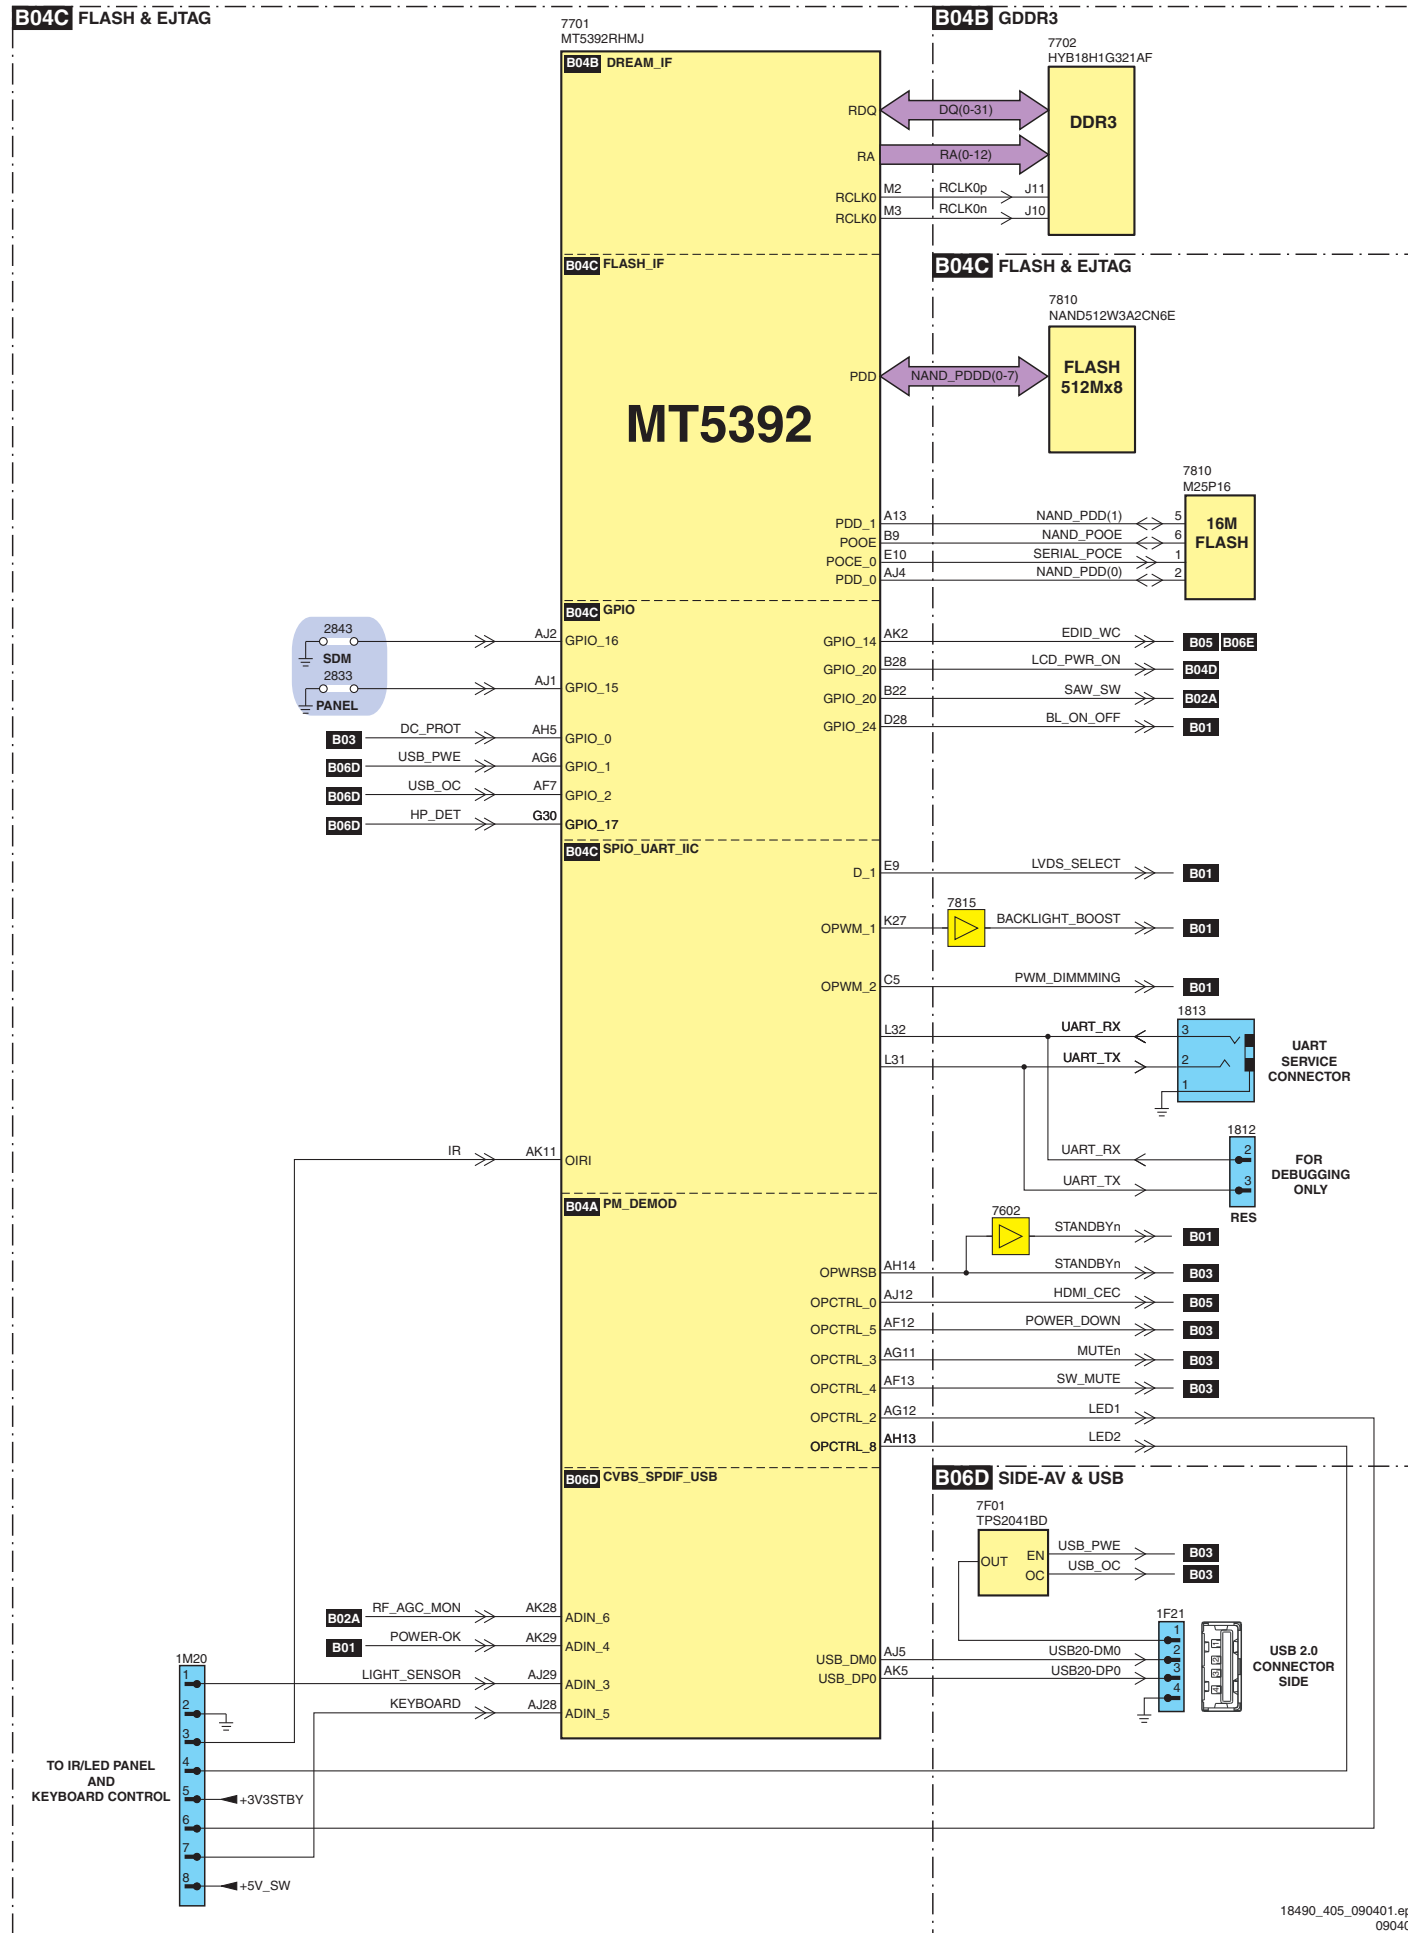 B04C FLASH & EJTAG
B04B GDDR3
7701
MT5392RHMJ
7702
HYB18H1G321AF
B04B DREAM_IF
RDQ
DQ(0-31)
DDR3
RA
RA(0-12)
RCLK0 M2 RCLK0p J11
RCLK0 M3 RCLK0n J10
B04C FLASH_IF
B04C FLASH & EJTAG
7810
NAND512W3A2CN6E
PDD
NAND_PDDD(0-7)
FLASH
512Mx8
MT5392
7810
M25P16
16M
FLASH
PDD_1 A13 NAND_PDD(1) 5
POOE B9 NAND_POOE 6
POCE_0 E10 SERIAL_POCE 1
PDD_0 AJ4 NAND_PDD(0) 2
B04C GPIO
2843
SDM
AJ2 GPIO_16
2833
PANEL
AJ1 GPIO_15
GPIO_14 AK2 EDID_WC B05 B06E
GPIO_20 B28 LCD_PWR_ON B04D
GPIO_20 B22 SAW_SW B02A
GPIO_24 D28 BL_ON_OFF B01
B03 DC_PROT AH5 GPIO_0
B06D USB_PWE AG6 GPIO_1
B06D USB_OC AF7 GPIO_2
B06D HP_DET G30 GPIO_17
B04C SPIO_UART_IIC
D_1 E9 LVDS_SELECT B01
7815
OPWM_1 K27 BACKLIGHT_BOOST B01
OPWM_2 C5 PWM_DIMMMING B01
1813
L32 UART_RX 3
L31 UART_TX 2
1
UART
SERVICE
CONNECTOR
1812
UART_RX 2
UART_TX 3
RES
FOR
DEBUGGING
ONLY
IR AK11 OIRI
B04A PM_DEMOD
7602
STANDBYn B01
OPWRSB AH14 STANDBYn B03
OPCTRL_0 AJ12 HDMI_CEC B05
OPCTRL_5 AF12 POWER_DOWN B03
OPCTRL_3 AG11 MUTEn B03
OPCTRL_4 AF13 SW_MUTE B03
OPCTRL_2 AG12 LED1
OPCTRL_8 AH13 LED2
B06D CVBS_SPDIF_USB
B06D SIDE-AV & USB
7F01
TPS2041BD
OUT
EN USB_PWE B03
OC USB_OC B03
B02A RF_AGC_MON AK28 ADIN_6
B01 POWER-OK AK29 ADIN_4
LIGHT_SENSOR AJ29 ADIN_3
KEYBOARD AJ28 ADIN_5
1F21
1
USB_DM0 AJ5 USB20-DM0 2
USB_DP0 AK5 USB20-DP0 3
4
1
2
3
4
USB 2.0
CONNECTOR
SIDE
1M20
1
2
3
4
5 +3V3STBY
6
7
8 +5V_SW
TO IR/LED PANEL
AND
KEYBOARD CONTROL
18490_405_090401.ep
09040